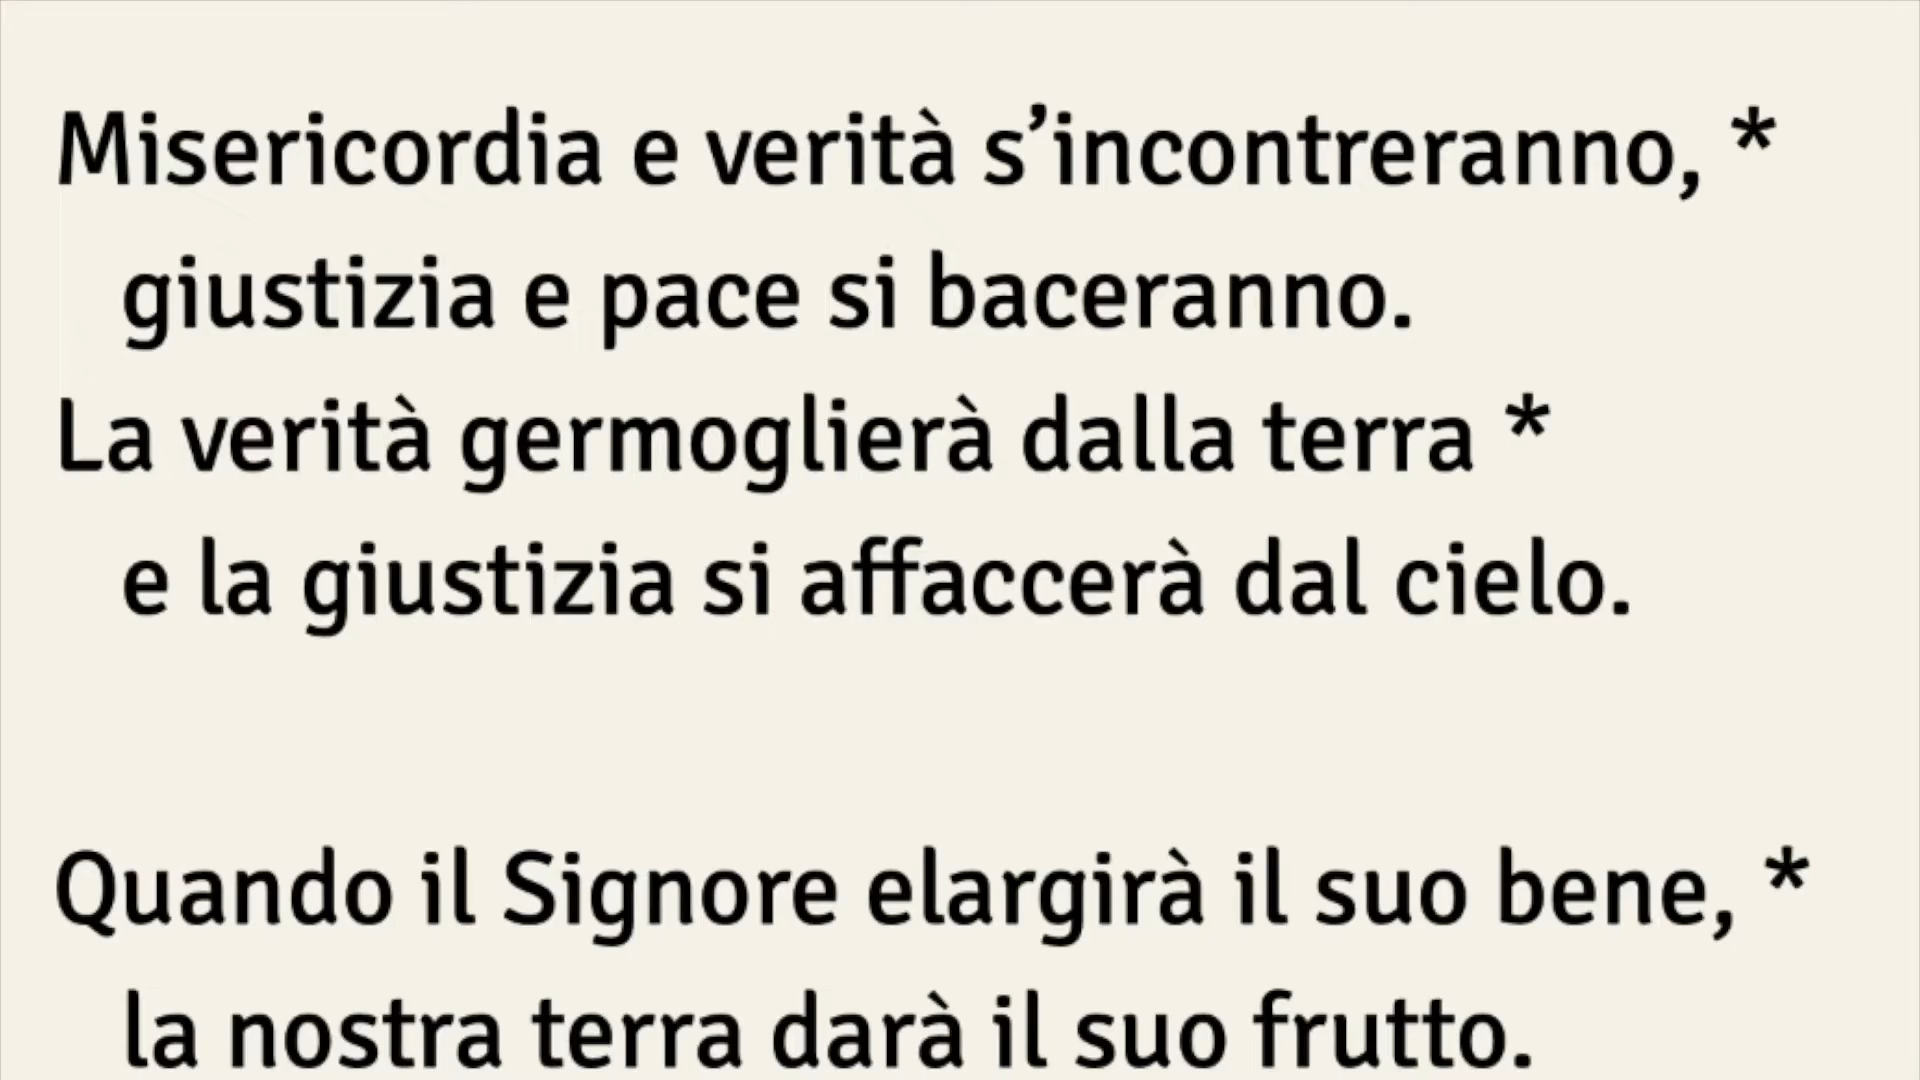 Misericordia e verità s’incontreranno, *
giustizia e pace si baceranno.
La verità germoglierà dalla terra *
e la giustizia si affaccerà dal cielo.
Quando il Signore elargirà il suo bene, *
la nostra terra darà il suo frutto.